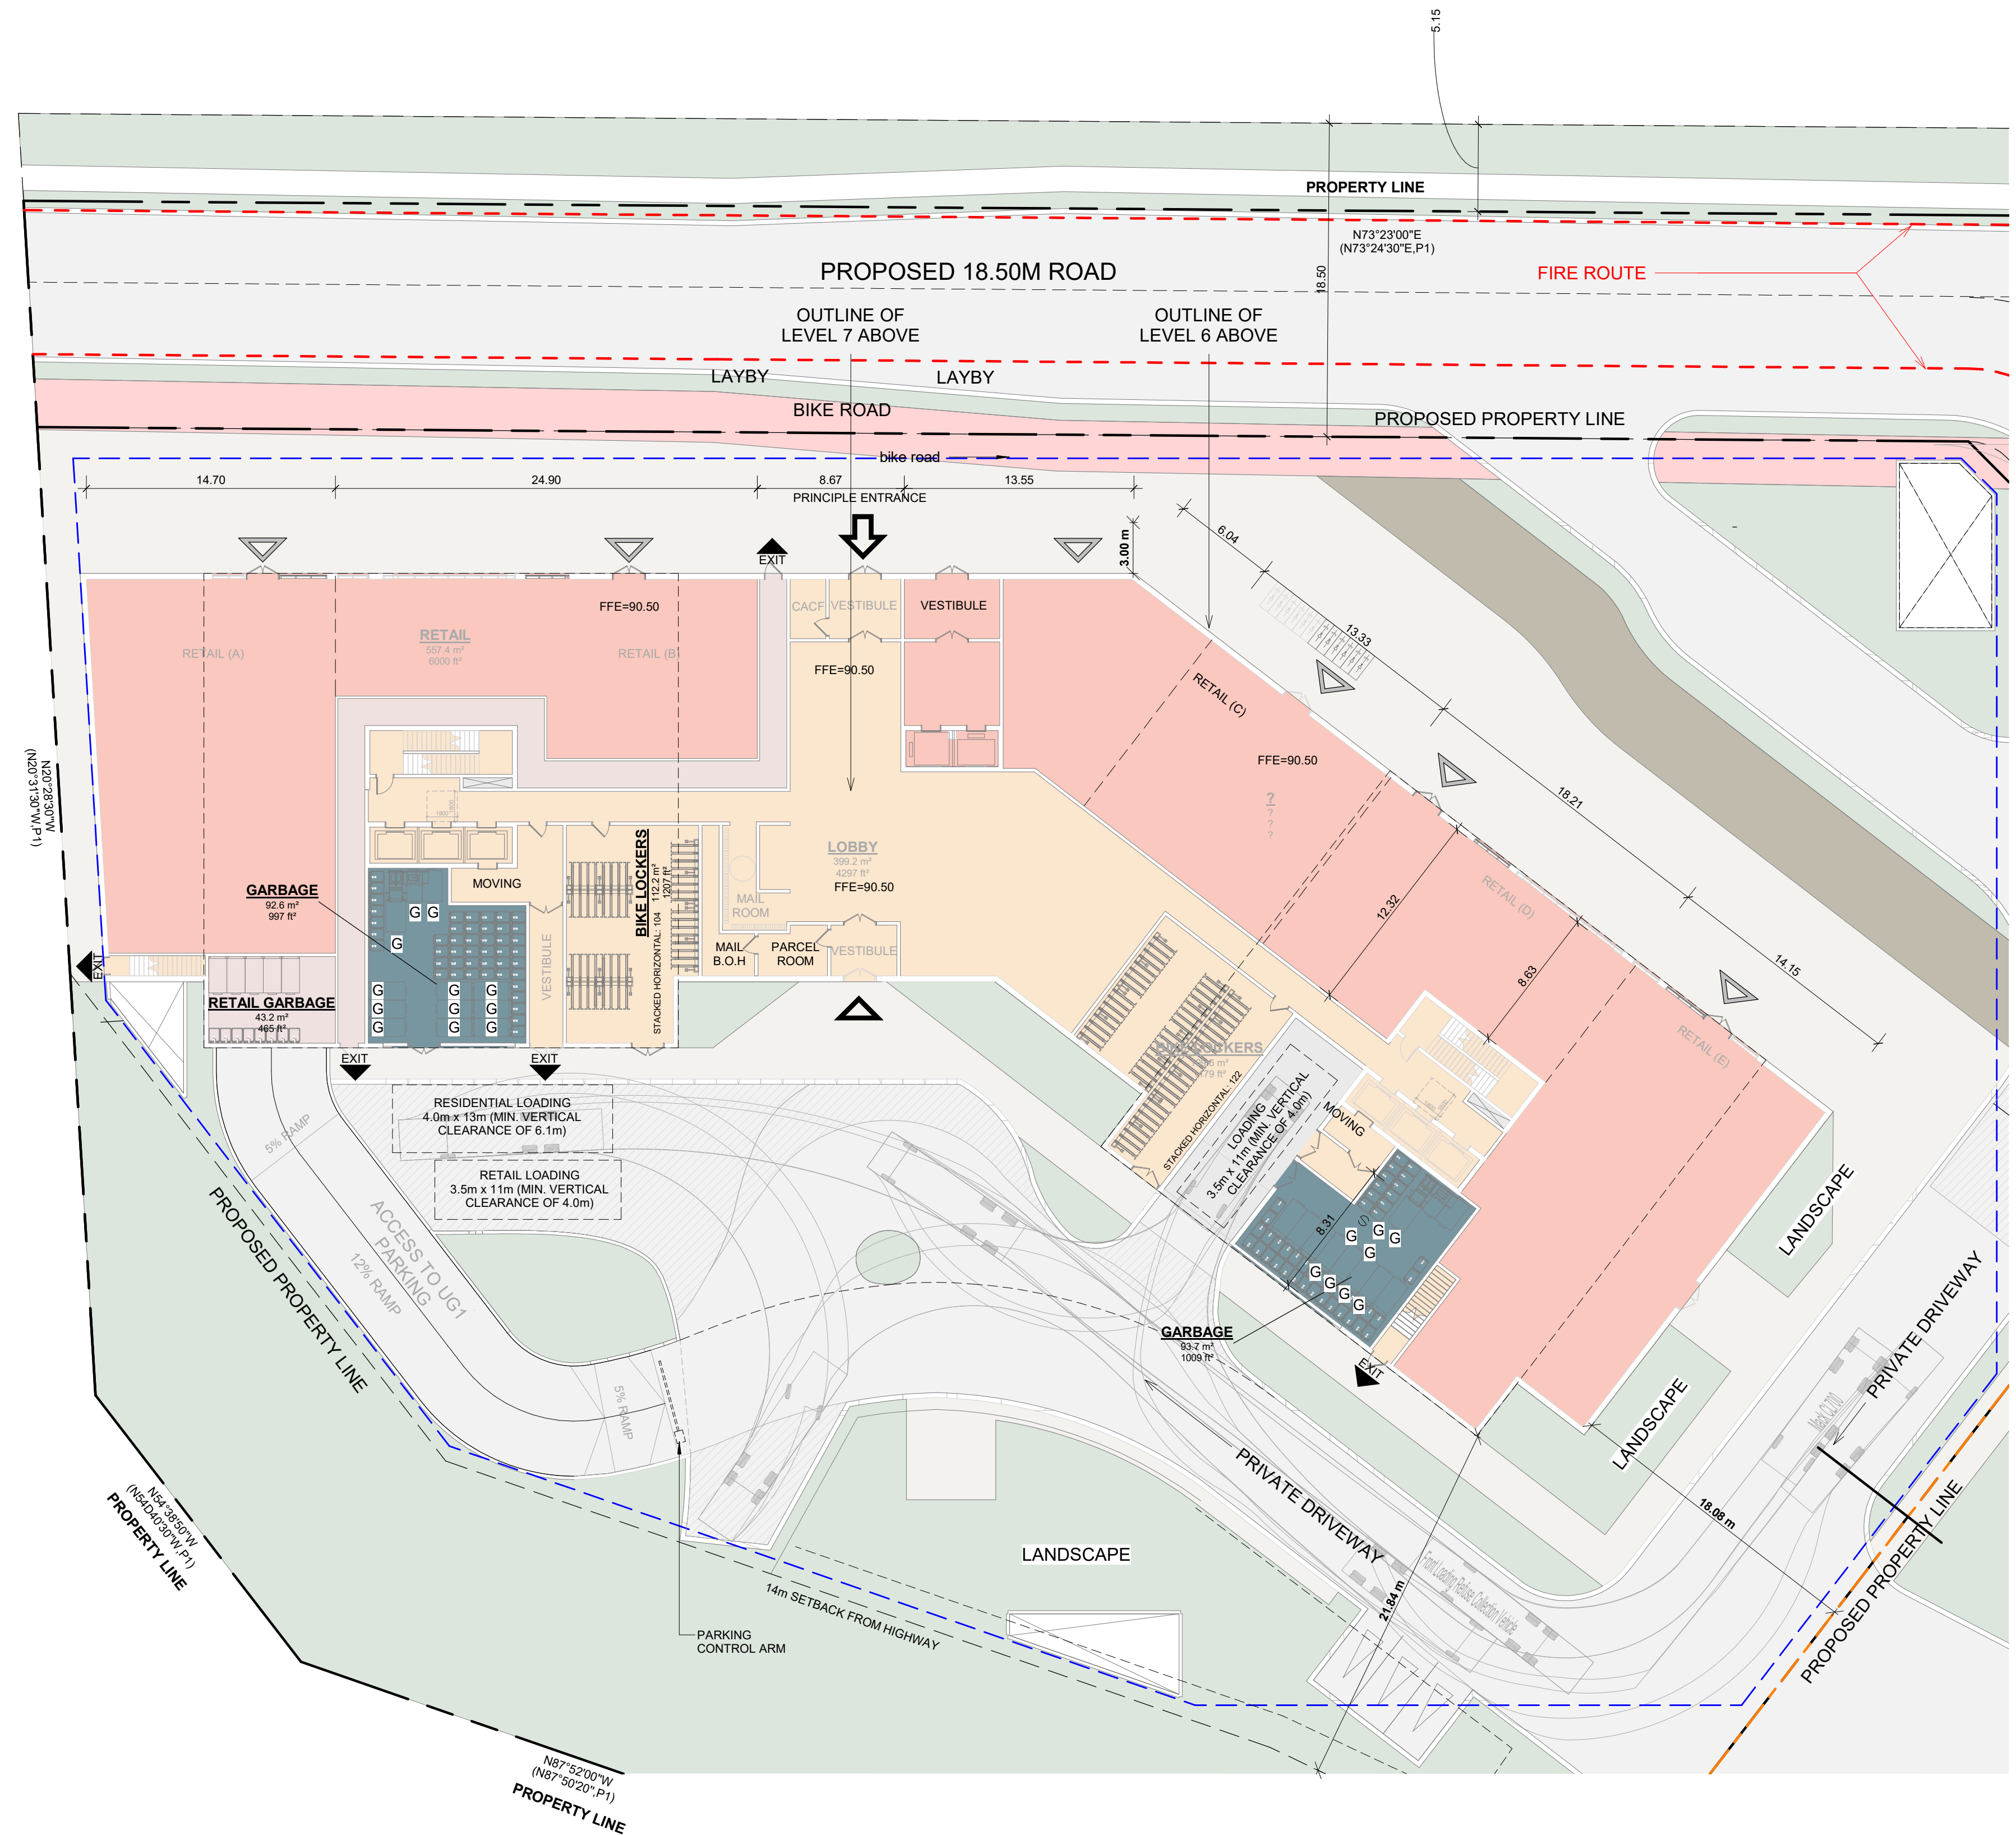 5.15
PROPERTY LINE
N73°23'00"E
(N73°24'30"E,P1)
PROPOSED 18.50M ROAD
18.50
FIRE ROUTE
OUTLINE OF
LEVEL 7 ABOVE
OUTLINE OF
LEVEL 6 ABOVE
LAYBY
LAYBY
BIKE ROAD
PROPOSED PROPERTY LINE
bike road
14.70
24.90
8.67
13.55
PRINCIPLE ENTRANCE
3.00 m
6.04
13.33
18.21
14.15
EXIT
CACF
VESTIBULE
VESTIBULE
FFE=90.50
RETAIL
557.4 m²
6000 ft²
RETAIL (A)
RETAIL (B)
FFE=90.50
RETAIL (C)
FFE=90.50
?
?
?
?
N20°28'30"W
(N20°31'30"W,P1)
1500
1800
LOBBY
399.2 m²
4297 ft²
FFE=90.50
12.32
8.63
RETAIL (D)
RETAIL (E)
GARBAGE
92.6 m²
997 ft²
MOVING
G G
G
G
G
G
G
G
G
G
G
G
VESTIBULE
BIKE LOCKERS
112.2 m²
1207 ft²
STACKED HORIZONTAL: 104
MAIL
ROOM
MAIL
B.O.H
PARCEL
ROOM
VESTIBULE
EXIT
RETAIL GARBAGE
43.2 m²
465 ft²
EXIT
EXIT
STACKED HORIZONTAL: 122
LOADING
3.5m x 11m (MIN. VERTICAL
CLEARANCE OF 4.0m)
MOVING
RESIDENTIAL LOADING
4.0m x 13m (MIN. VERTICAL
CLEARANCE OF 6.1m)
RETAIL LOADING
3.5m x 11m (MIN. VERTICAL
CLEARANCE OF 4.0m)
5% RAMP
ACCESS TO UG1
PARKING
12% RAMP
5% RAMP
PROPOSED PROPERTY LINE
8.31
G
G
G
G
G
G
G
G
GARBAGE
93.7 m²
1009 ft²
EXIT
LANDSCAPE
LANDSCAPE
PRIVATE DRIVEWAY
PRIVATE DRIVEWAY
18.08 m
21.84 m
Front Loading Refuse Collection Vehicle
PROPOSED PROPERTY LINE
LANDSCAPE
14m SETBACK FROM HIGHWAY
PARKING
CONTROL ARM
N54°38'50"W
(N54D40'30"W,P1)
PROPERTY LINE
N87°52'00"W
(N87°50'20",P1)
PROPERTY LINE